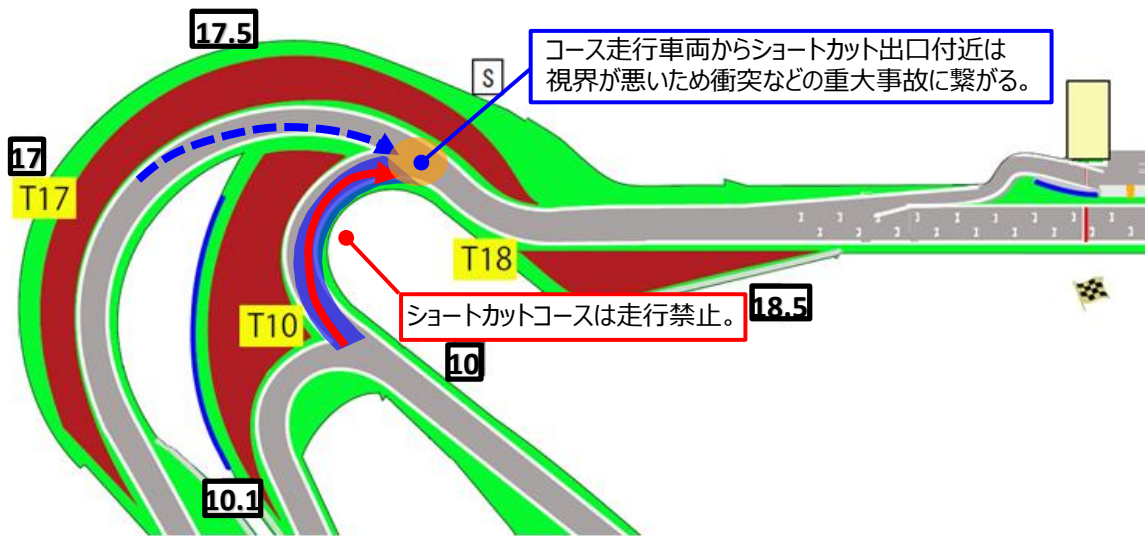 17.5
コース走行車両からショートカット出口付近は
視界が悪いため衝突などの重大事故に繋がる。
S
17
T17
T18
ショートカットコースは走行禁止。
18.5
T10
10
10.1